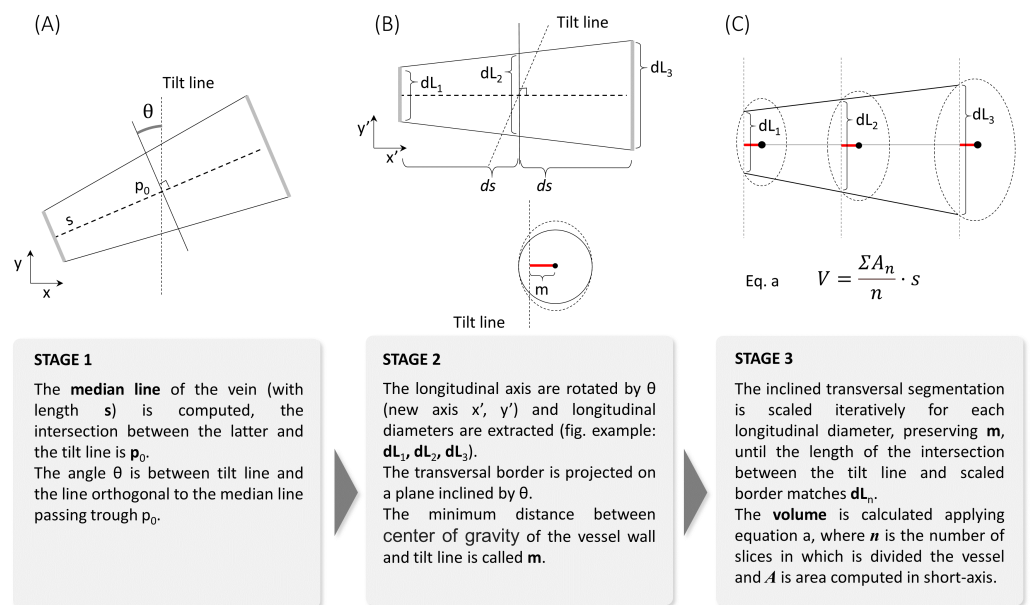 (A)
Tilt line
θ
p₀
s
y
x
(B)
Tilt line
dL₁
dL₂
dL₃
y'
x'
ds
ds
m
Tilt line
(C)
dL₁
dL₂
dL₃
Eq. a V = ΣAₙ / n · s
STAGE 1
The median line of the vein (with
length s) is computed, the
intersection between the latter and
the tilt line is p₀.
The angle θ is between tilt line and
the line orthogonal to the median line
passing trough p₀.
STAGE 2
The longitudinal axis are rotated by θ
(new axis x', y') and longitudinal
diameters are extracted (fig. example:
dL₁, dL₂, dL₃).
The transversal border is projected on
a plane inclined by θ.
The minimum distance between
center of gravity of the vessel wall
and tilt line is called m.
STAGE 3
The inclined transversal segmentation
is scaled iteratively for each
longitudinal diameter, preserving m,
until the length of the intersection
between the tilt line and scaled
border matches dLₙ.
The volume is calculated applying
equation a, where n is the number of
slices in which is divided the vessel
and A is area computed in short-axis.